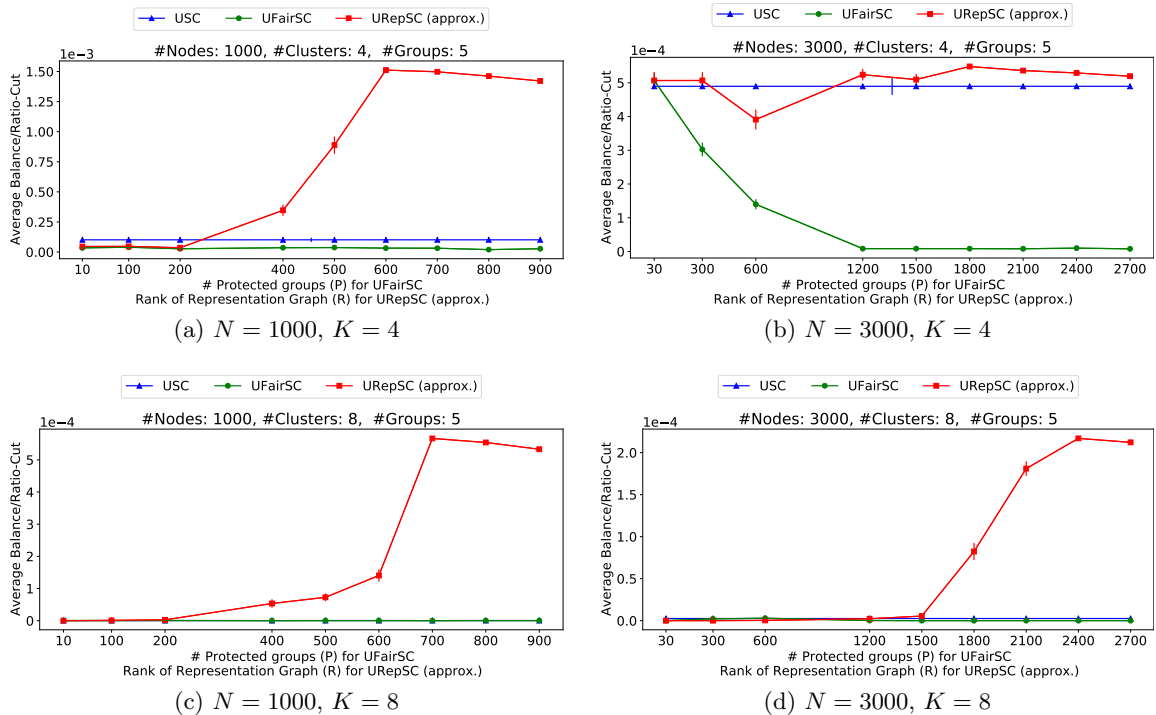 USC UFairSC URepSC (approx.)
#Nodes: 1000, #Clusters: 4, #Groups: 5
1e−3
1.50
1.25
1.00
0.75
0.50
0.25
0.00
Average Balance/Ratio-Cut
10 100 200 400 500 600 700 800 900
# Protected groups (P) for UFairSC
Rank of Representation Graph (R) for URepSC (approx.)
(a) N = 1000, K = 4
USC UFairSC URepSC (approx.)
#Nodes: 3000, #Clusters: 4, #Groups: 5
1e−4
5
4
3
2
1
0
Average Balance/Ratio-Cut
30 300 600 1200 1500 1800 2100 2400 2700
# Protected groups (P) for UFairSC
Rank of Representation Graph (R) for URepSC (approx.)
(b) N = 3000, K = 4
USC UFairSC URepSC (approx.)
#Nodes: 1000, #Clusters: 8, #Groups: 5
1e−4
5
4
3
2
1
0
Average Balance/Ratio-Cut
10 100 200 400 500 600 700 800 900
# Protected groups (P) for UFairSC
Rank of Representation Graph (R) for URepSC (approx.)
(c) N = 1000, K = 8
USC UFairSC URepSC (approx.)
#Nodes: 3000, #Clusters: 8, #Groups: 5
1e−4
2.0
1.5
1.0
0.5
0.0
Average Balance/Ratio-Cut
30 300 600 1200 1500 1800 2100 2400 2700
# Protected groups (P) for UFairSC
Rank of Representation Graph (R) for URepSC (approx.)
(d) N = 3000, K = 8